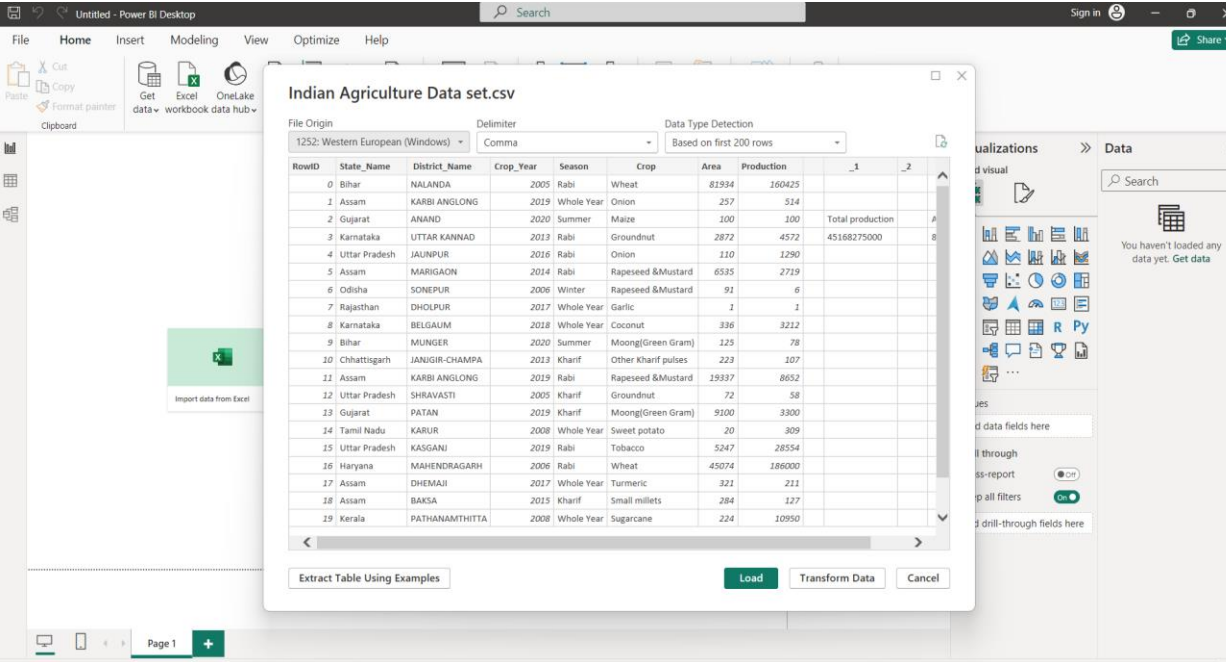 Untitled - Power BI Desktop
Search
Sign in
File Home Insert Modeling View Optimize Help
Share
Paste
Cut
Copy
Format painter
Clipboard
Get data
Excel workbook
OneLake data hub
Indian Agriculture Data set.csv
File Origin Delimiter Data Type Detection
1252: Western European (Windows) Comma Based on first 200 rows
RowID State_Name District_Name Crop_Year Season Crop Area Production _1 _2
0 Bihar NALANDA 2005 Rabi Wheat 81934 160425
1 Assam KARBI ANGLONG 2019 Whole Year Onion 257 514
2 Gujarat ANAND 2020 Summer Maize 100 100 Total production
3 Karnataka UTTAR KANNAD 2013 Rabi Groundnut 2872 4572 45168275000 8
4 Uttar Pradesh JAUNPUR 2016 Rabi Onion 110 1290
5 Assam MARIGAON 2014 Rabi Rapeseed &Mustard 6535 2719
6 Odisha SONEPUR 2006 Winter Rapeseed &Mustard 91 6
7 Rajasthan DHOLPUR 2017 Whole Year Garlic 1 1
8 Karnataka BELGAUM 2018 Whole Year Coconut 336 3212
9 Bihar MUNGER 2020 Summer Moong(Green Gram) 125 78
10 Chhattisgarh JANJGIR-CHAMPA 2013 Kharif Other Kharif pulses 223 107
11 Assam KARBI ANGLONG 2019 Rabi Rapeseed &Mustard 19337 8652
12 Uttar Pradesh SHRAVASTI 2005 Kharif Groundnut 72 58
13 Gujarat PATAN 2019 Kharif Moong(Green Gram) 9100 3300
14 Tamil Nadu KARUR 2008 Whole Year Sweet potato 20 309
15 Uttar Pradesh KASGANJ 2019 Rabi Tobacco 5247 28554
16 Haryana MAHENDRAGARH 2006 Rabi Wheat 45074 186000
17 Assam DHEMAJI 2017 Whole Year Turmeric 321 211
18 Assam BAKSA 2015 Kharif Small millets 284 127
19 Kerala PATHANAMTHITTA 2008 Whole Year Sugarcane 224 10950
Extract Table Using Examples
Load Transform Data Cancel
Import data from Excel
ualizations
d visual
123
R Py
ues
d data fields here
ll through
ss-report
Off
p all filters
On
d drill-through fields here
Data
Search
You haven't loaded any
data yet. Get data
Page 1